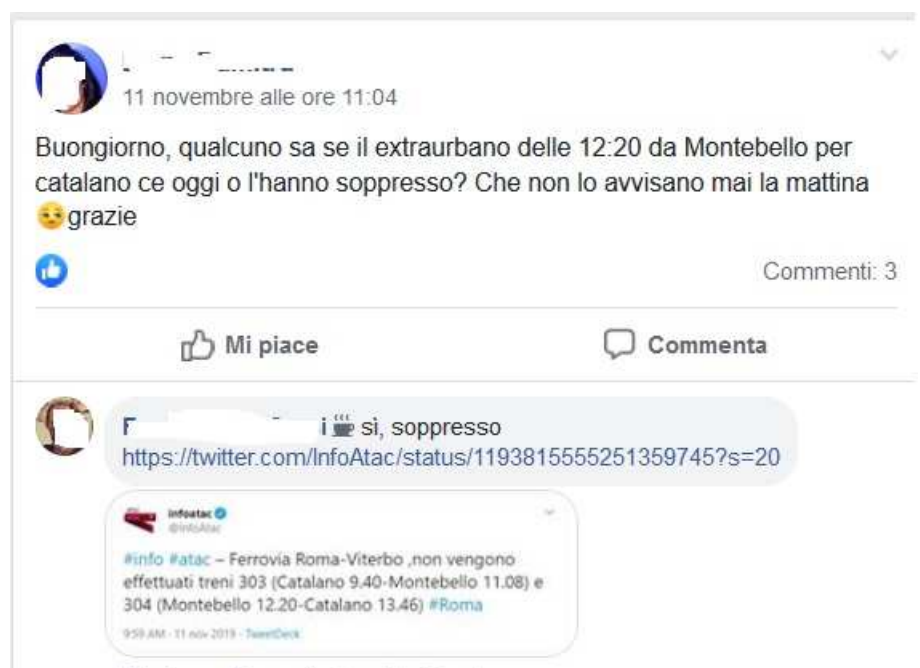 11 novembre alle ore 11:04
Buongiorno, qualcuno sa se il extraurbano delle 12:20 da Montebello per
catalano ce oggi o l'hanno soppresso? Che non lo avvisano mai la mattina
😒grazie
Commenti: 3
Mi piace
Commenta
☕ sì, soppresso
https://twitter.com/InfoAtac/status/1193815555251359745?s=20
infoatac
@InfoAtac
#info #atac – Ferrovia Roma-Viterbo ,non vengono
effettuati treni 303 (Catalano 9.40-Montebello 11.08) e
304 (Montebello 12.20-Catalano 13.46) #Roma
9:59 AM - 11 nov 2019 - TweetDeck